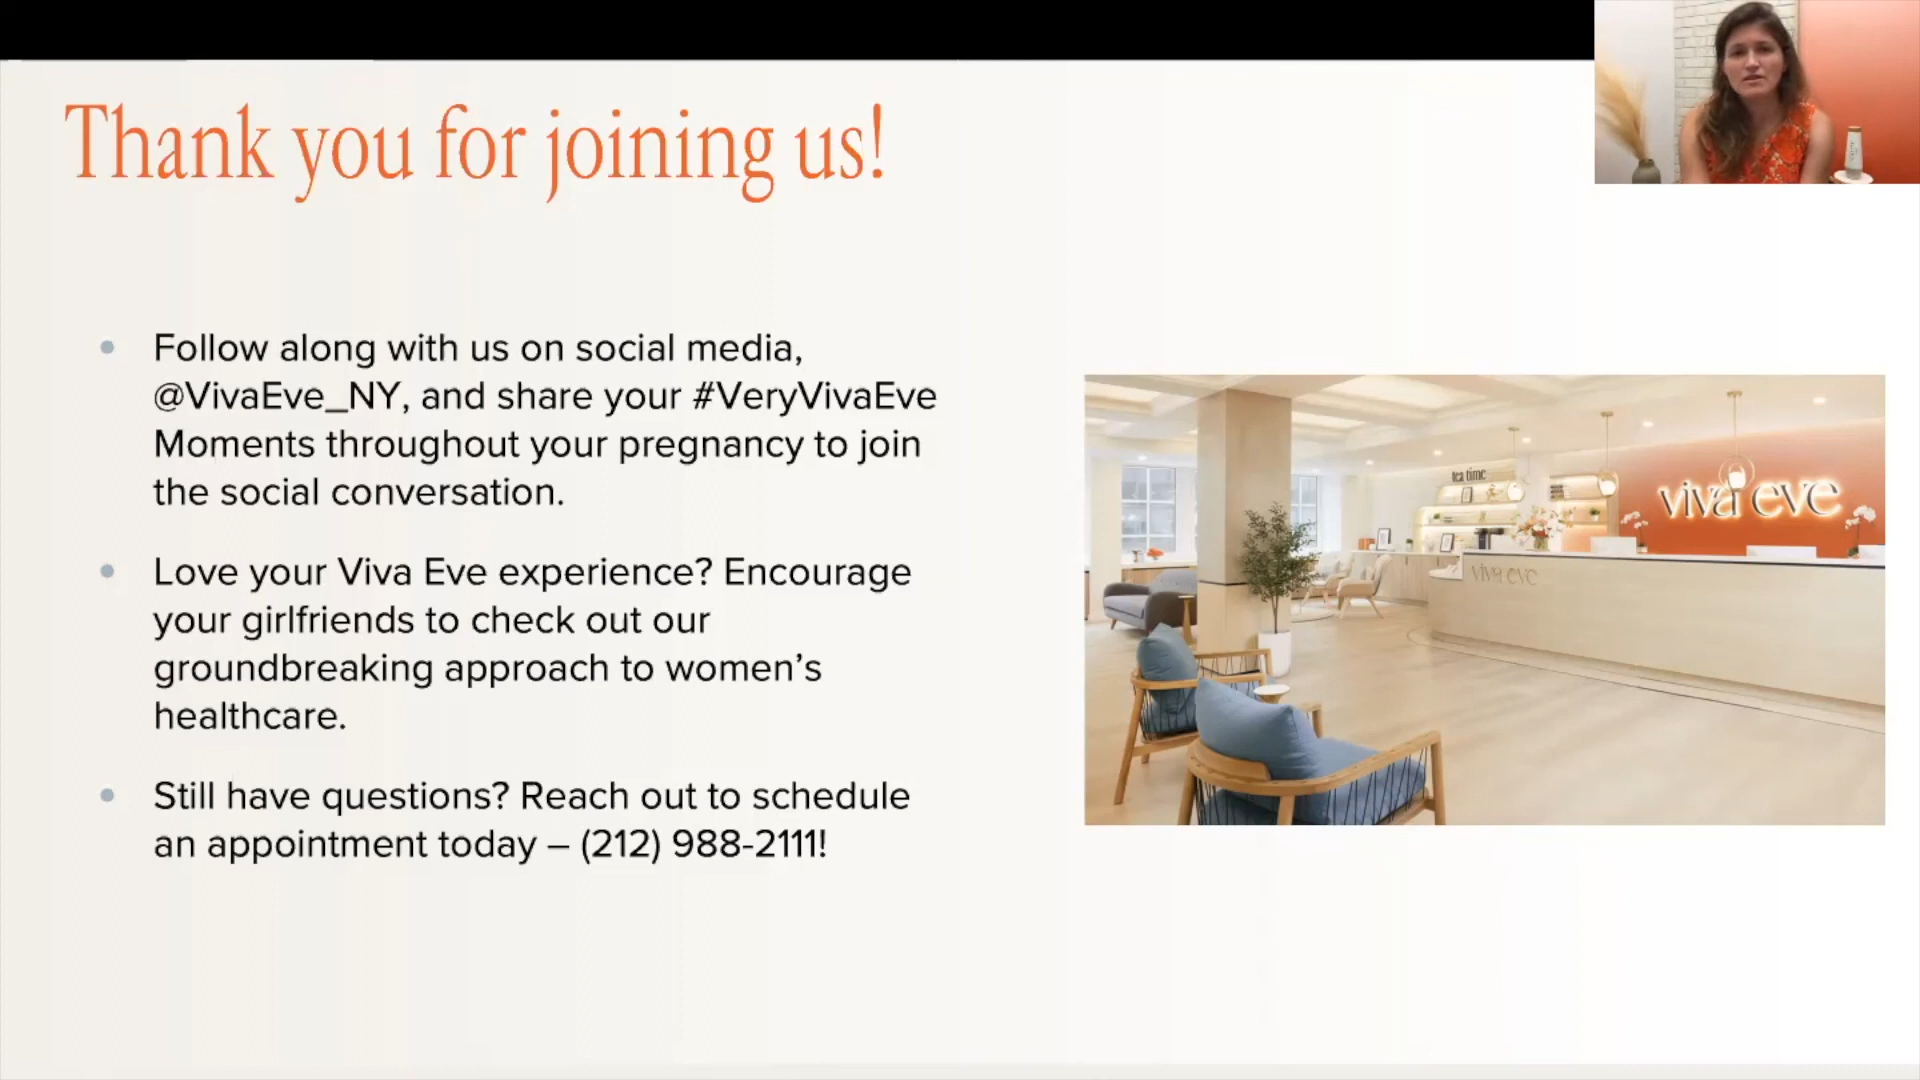 Thank you for joining us!
Follow along with us on social media,
@VivaEve_NY, and share your #VeryVivaEve
Moments throughout your pregnancy to join
the social conversation.
Love your Viva Eve experience? Encourage
your girlfriends to check out our
groundbreaking approach to women’s
healthcare.
Still have questions? Reach out to schedule
an appointment today – (212) 988-2111!
tea time
viva eve
viva eve